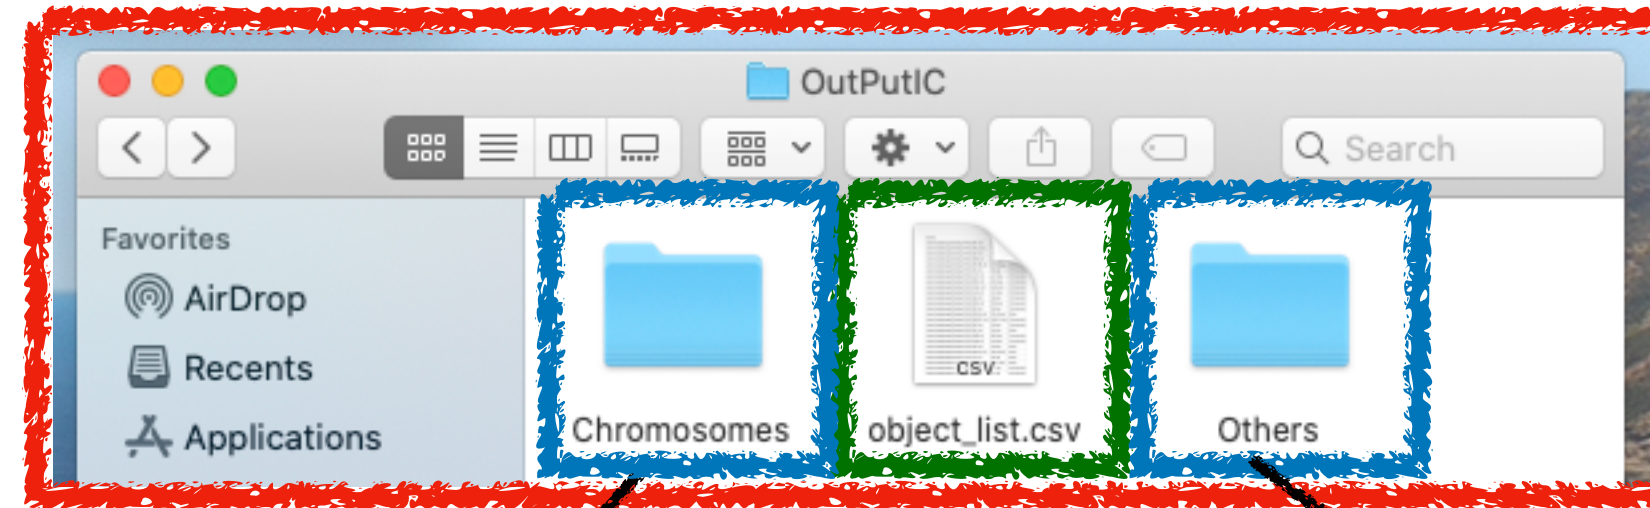 OutPutIC
Search
Favorites
AirDrop
Recents
Applications
CSV
Chromosomes
object_list.csv
Others